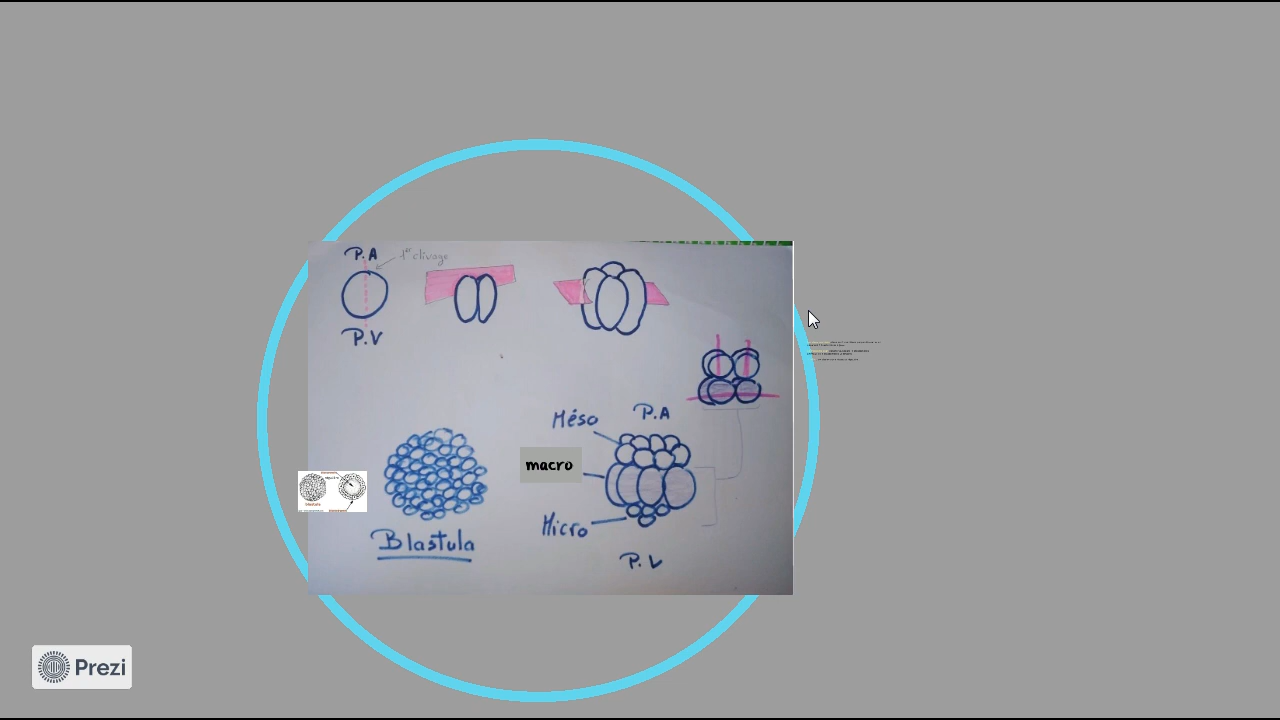 P.A
1er clivage
P.V
Méso
P.A
macro
Micro
Blastula
P.V
Prezi